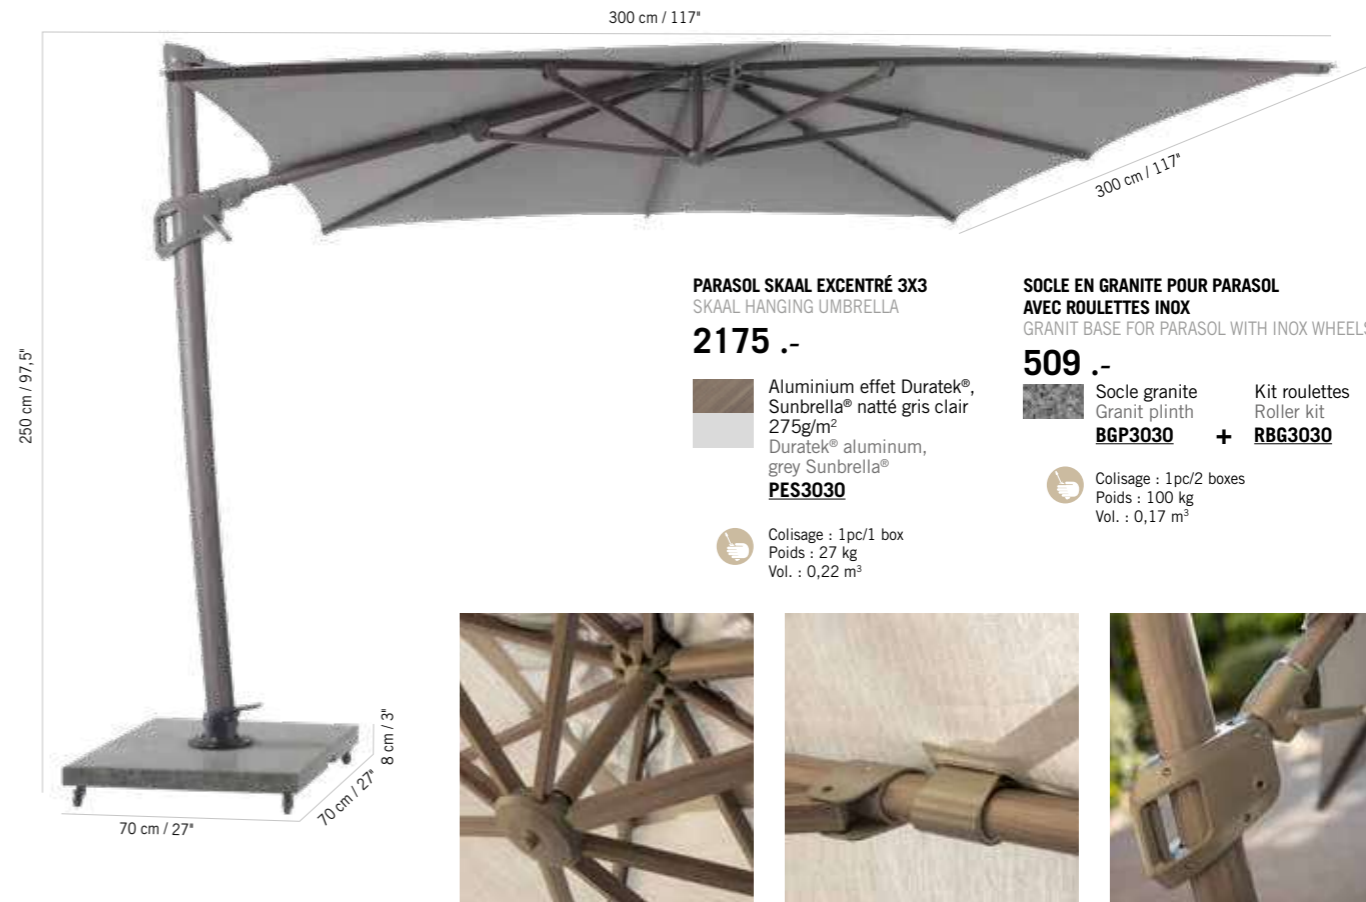 300 cm / 117"
300 cm / 117"
250 cm / 97,5"
PARASOL SKAAL EXCENTRÉ 3X3
SKAAL HANGING UMBRELLA
2175 .-
Aluminium effet Duratek®,
Sunbrella® natté gris clair
275g/m²
Duratek® aluminum,
grey Sunbrella®
PES3030
Colisage : 1pc/1 box
Poids : 27 kg
Vol. : 0,22 m³
SOCLE EN GRANITE POUR PARASOL
AVEC ROULETTES INOX
GRANIT BASE FOR PARASOL WITH INOX WHEELS
509 .-
Socle granite
Granit plinth
BGP3030
+
Kit roulettes
Roller kit
RBG3030
Colisage : 1pc/2 boxes
Poids : 100 kg
Vol. : 0,17 m³
8 cm / 3"
70 cm / 27"
70 cm / 27"